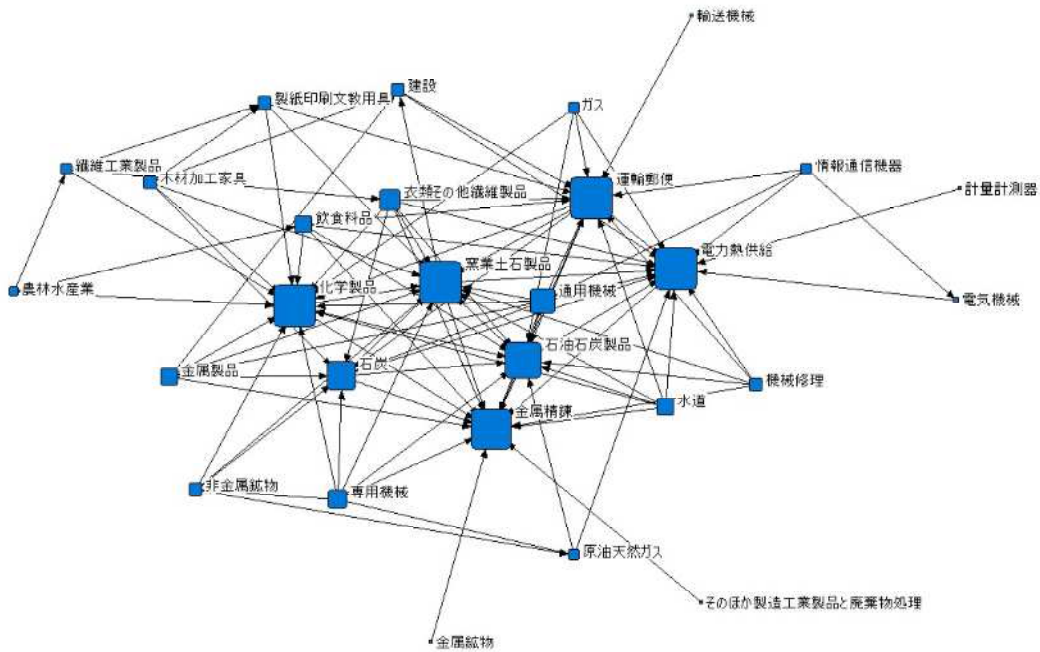 輸送機械
建設
製紙印刷文教用具
ガス
繊維工業製品
木材加工家具
情報通信機器
運輸郵便
計量計測器
衣類その他繊維製品
飲食料品
電力熱供給
窯業土石製品
農林水産業
化学製品
通用機械
電気機械
石油石炭製品
石炭
金属製品
機械修理
水道
金属精錬
非金属鉱物
専用機械
原油天然ガス
そのほか製造工業製品と廃棄物処理
金属鉱物